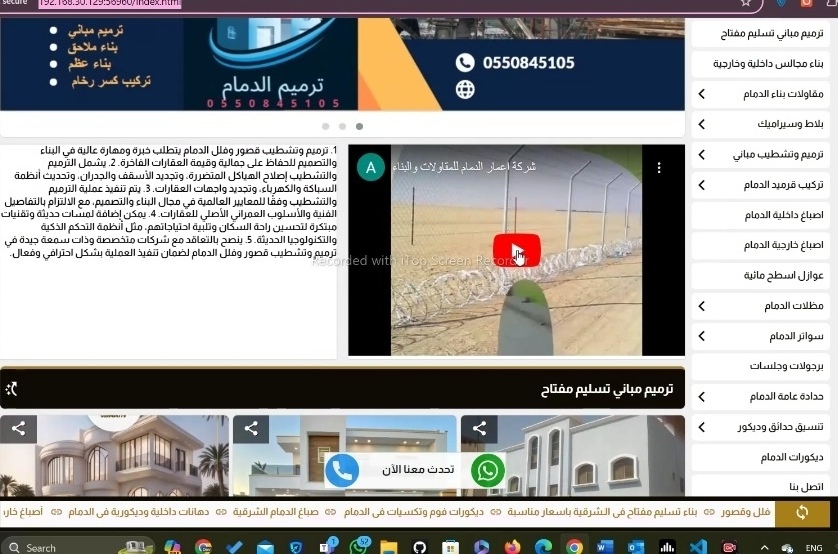 secure
192.168.30.129:56960/index.html
ترميم مباني
بناء ملاحق
بناء عظم
تركيب كسر رخام
ترميم الدمام
0550845105
0550845105
1. ترميم وتشطيب قصور وفلل الدمام يتطلب خبرة ومهارة عالية في البناء
والتصميم للحفاظ على جمالية وقيمة العقارات الفاخرة. 2. يشمل الترميم
والتشطيب إصلاح الهياكل المتضررة، وتجديد الأسقف والجدران، وتحديث أنظمة
السباكة والكهرباء، وتجديد واجهات العقارات. 3. يتم تنفيذ عملية الترميم
والتشطيب وفقًا للمعايير العالمية في مجال البناء والتصميم، مع الالتزام بالتفاصيل
الفنية والأسلوب العمراني الأصلي للعقارات. 4. يمكن إضافة لمسات حديثة وتقنيات
مبتكرة لتحسين راحة السكان وتلبية احتياجاتهم، مثل أنظمة التحكم الذكية
والتكنولوجيا الحديثة. 5. ينصح بالتعاقد مع شركات متخصصة وذات سمعة جيدة في
ترميم وتشطيب قصور وفلل الدمام لضمان تنفيذ العملية بشكل احترافي وفعال.
A
شركة اعمار الدمام للمقاولات والبناء
Recorded with iTop Screen Recorder
ترميم مباني تسليم مفتاح
تحدث معنا الآن
ترميم مباني تسليم مفتاح
بناء مجالس داخلية وخارجية
مقاولات بناء الدمام
بلاط وسيراميك
ترميم وتشطيب مباني
تركيب قرميد الدمام
اصباغ داخلية الدمام
اصباغ خارجية الدمام
عوازل اسطح مائية
مظلات الدمام
سواتر الدمام
برجولات وجلسات
حدادة عامة الدمام
تنسيق حدائق وديكور
ديكورات الدمام
اتصل بنا
فلل وقصور بناء تسليم مفتاح في الشرقية باسعار مناسبة ديكورات فوم وتكسيات في الدمام صباغ الدمام الشرقية دهانات داخلية وديكورية في الدمام
Search
ENG